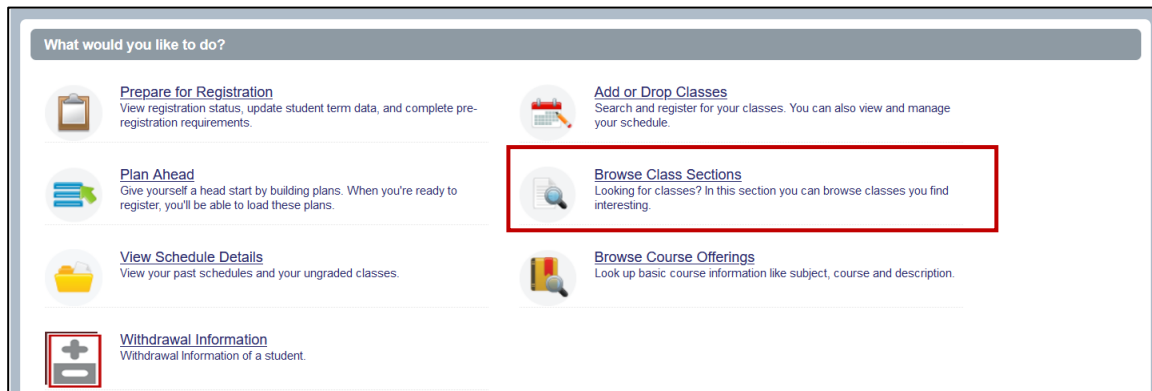 What would you like to do?
Prepare for Registration
View registration status, update student term data, and complete pre-
registration requirements.
Add or Drop Classes
Search and register for your classes. You can also view and manage
your schedule.
Plan Ahead
Give yourself a head start by building plans. When you're ready to
register, you'll be able to load these plans.
Browse Class Sections
Looking for classes? In this section you can browse classes you find
interesting.
View Schedule Details
View your past schedules and your ungraded classes.
Browse Course Offerings
Look up basic course information like subject, course and description.
Withdrawal Information
Withdrawal Information of a student.